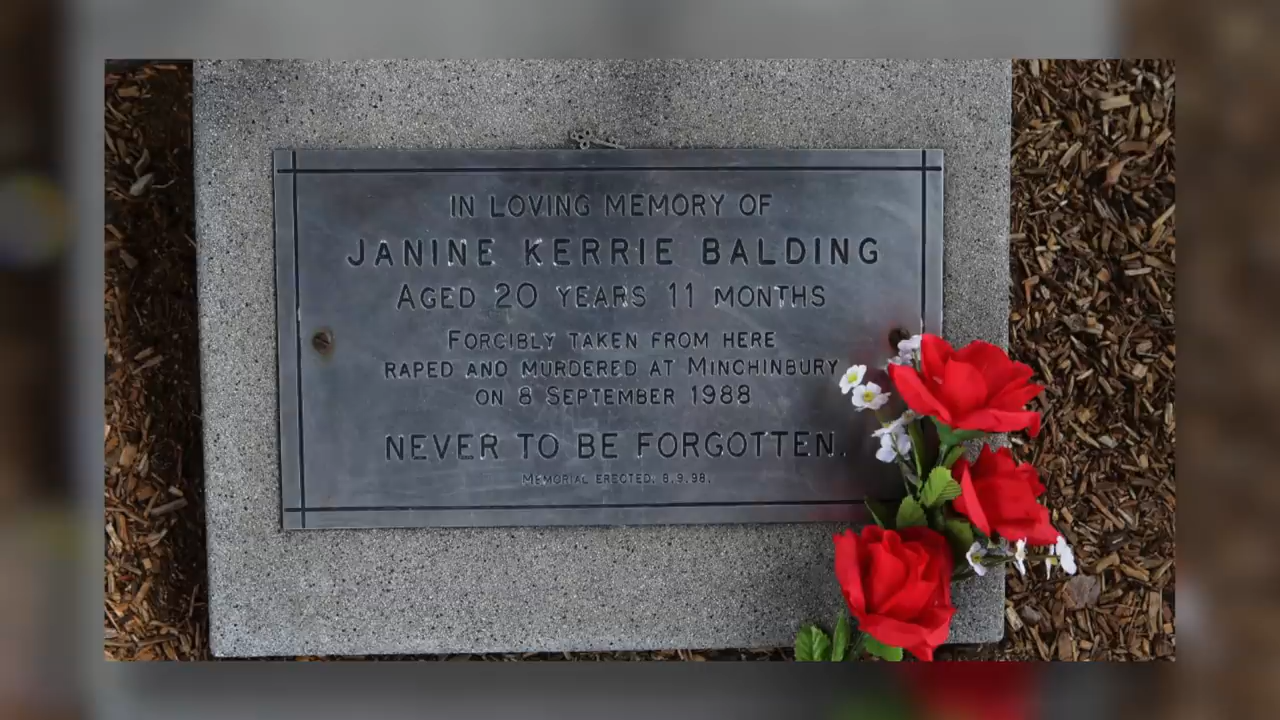 IN LOVING MEMORY OF
JANINE KERRIE BALDING
AGED 20 YEARS 11 MONTHS
FORCIBLY TAKEN FROM HERE
RAPED AND MURDERED AT MINCHINBURY
ON 8 SEPTEMBER 1988
NEVER TO BE FORGOTTEN.
MEMORIAL ERECTED: 8.9.98.